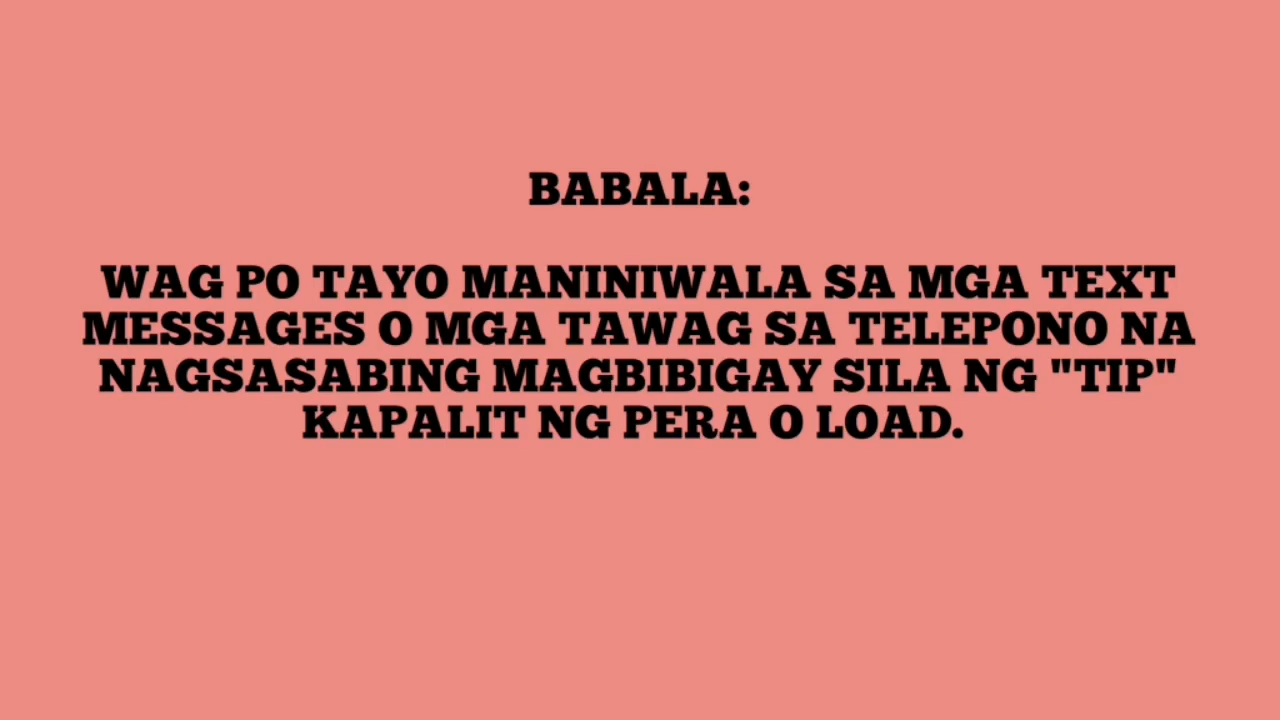 BABALA:
WAG PO TAYO MANINIWALA SA MGA TEXT
MESSAGES O MGA TAWAG SA TELEPONO NA
NAGSASABING MAGBIBIGAY SILA NG "TIP"
KAPALIT NG PERA O LOAD.